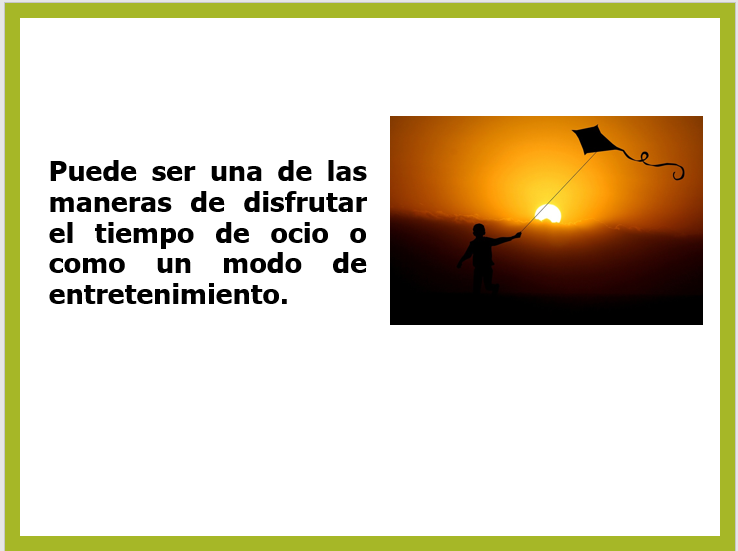 Puede ser una de las
maneras de disfrutar
el tiempo de ocio o
como un modo de
entretenimiento.